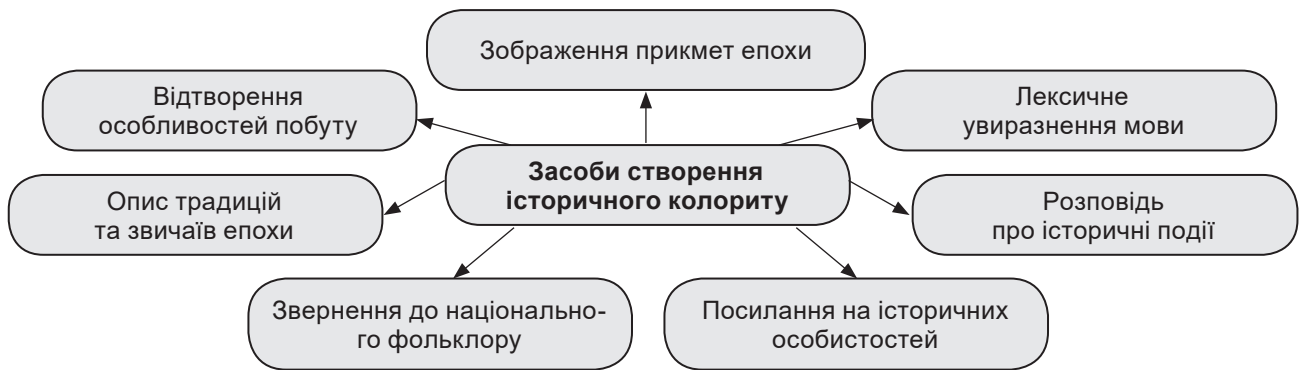 Зображення прикмет епохи
Відтворення
особливостей побуту
Лексичне
увиразнення мови
Засоби створення
історичного колориту
Опис традицій
та звичаїв епохи
Розповідь
про історичні події
Звернення до національно-
го фольклору
Посилання на історичних
особистостей